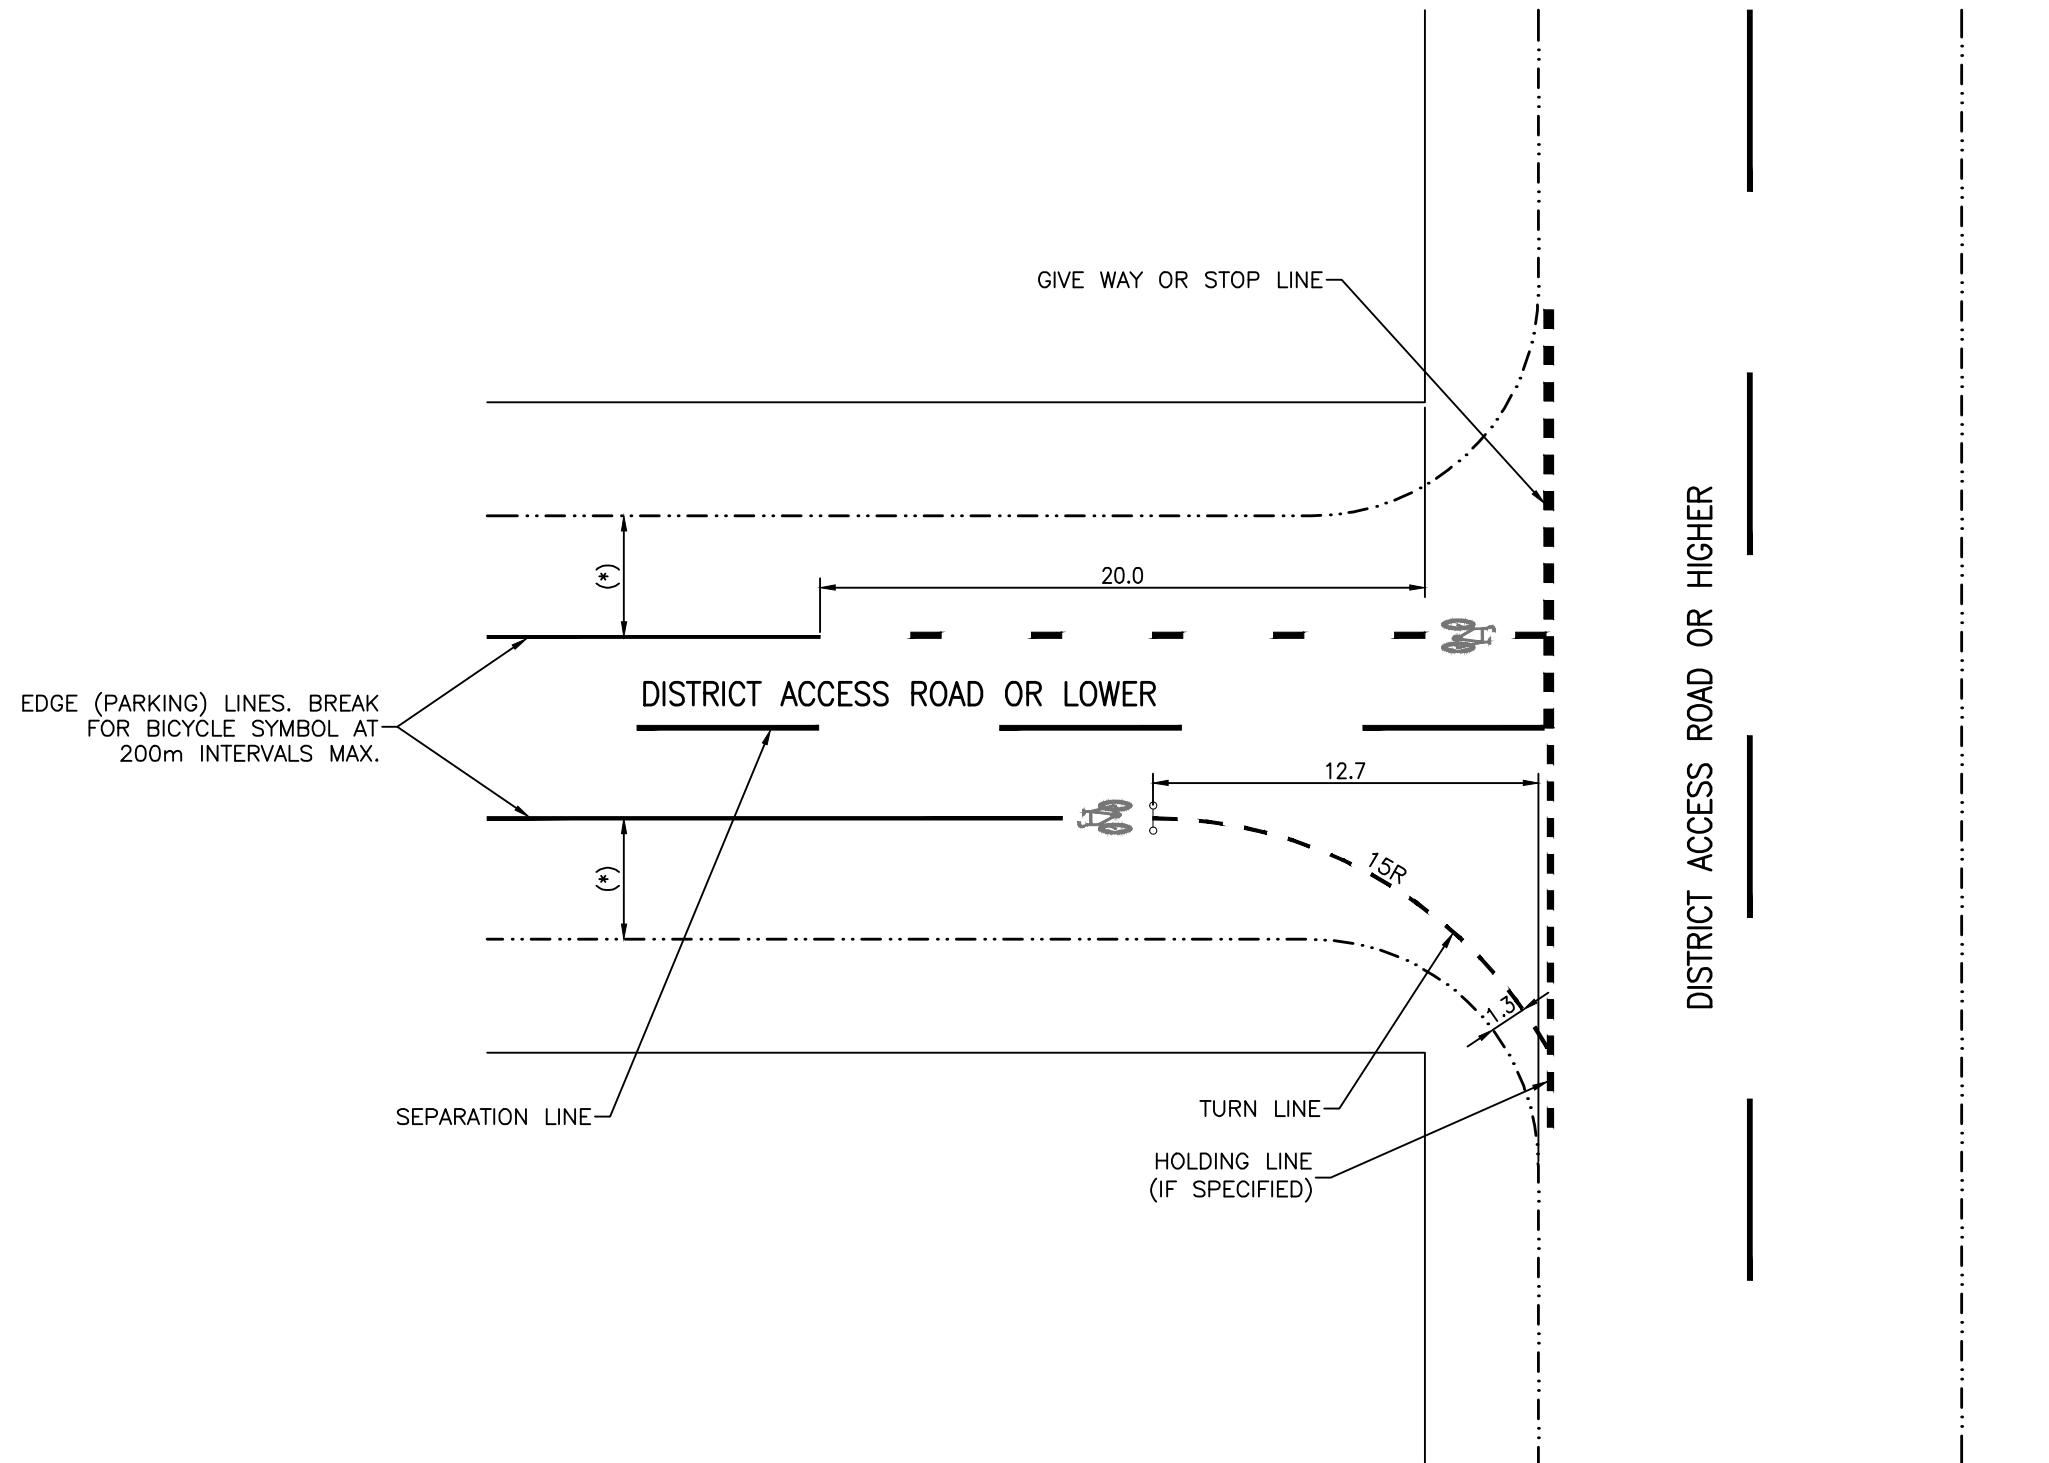 GIVE WAY OR STOP LINE
(*)
20.0
DISTRICT ACCESS ROAD OR HIGHER
EDGE (PARKING) LINES. BREAK
FOR BICYCLE SYMBOL AT
200m INTERVALS MAX.
DISTRICT ACCESS ROAD OR LOWER
12.7
(*)
15R
1.3
SEPARATION LINE
TURN LINE
HOLDING LINE
(IF SPECIFIED)